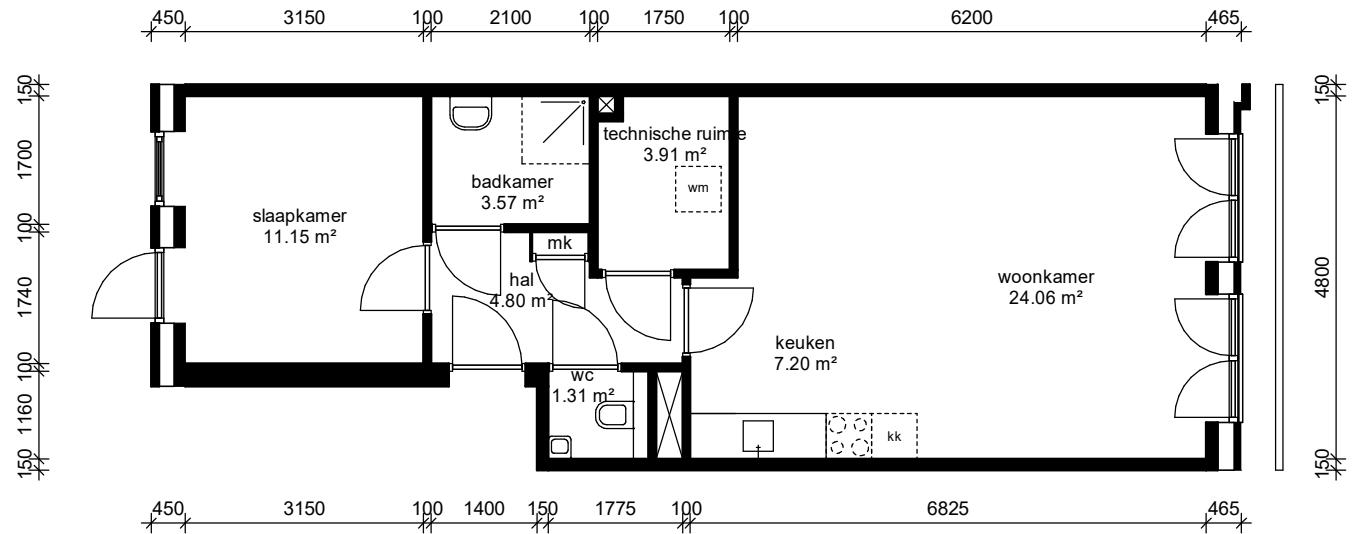 450 3150 100 2100 100 1750 100 6200 465
150
1700
100
1740
100
1160
150
150
4800
150
technische ruimte
3.91 m²
wm
badkamer
3.57 m²
slaapkamer
11.15 m²
mk
hal
4.80 m²
woonkamer
24.06 m²
keuken
7.20 m²
wc
1.31 m²
kk
450 3150 100 1400 150 1775 100 6825 465